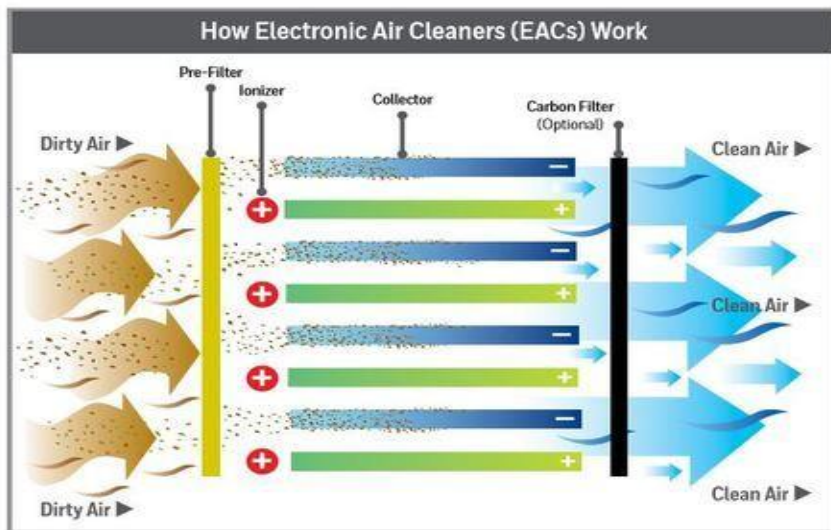 How Electronic Air Cleaners (EACs) Work
Pre-Filter
Ionizer
Collector
Carbon Filter
(Optional)
Dirty Air ►
Clean Air ►
−
+
+
−
+
+
Clean Air ►
−
+
+
−
+
+
Dirty Air ►
Clean Air ►